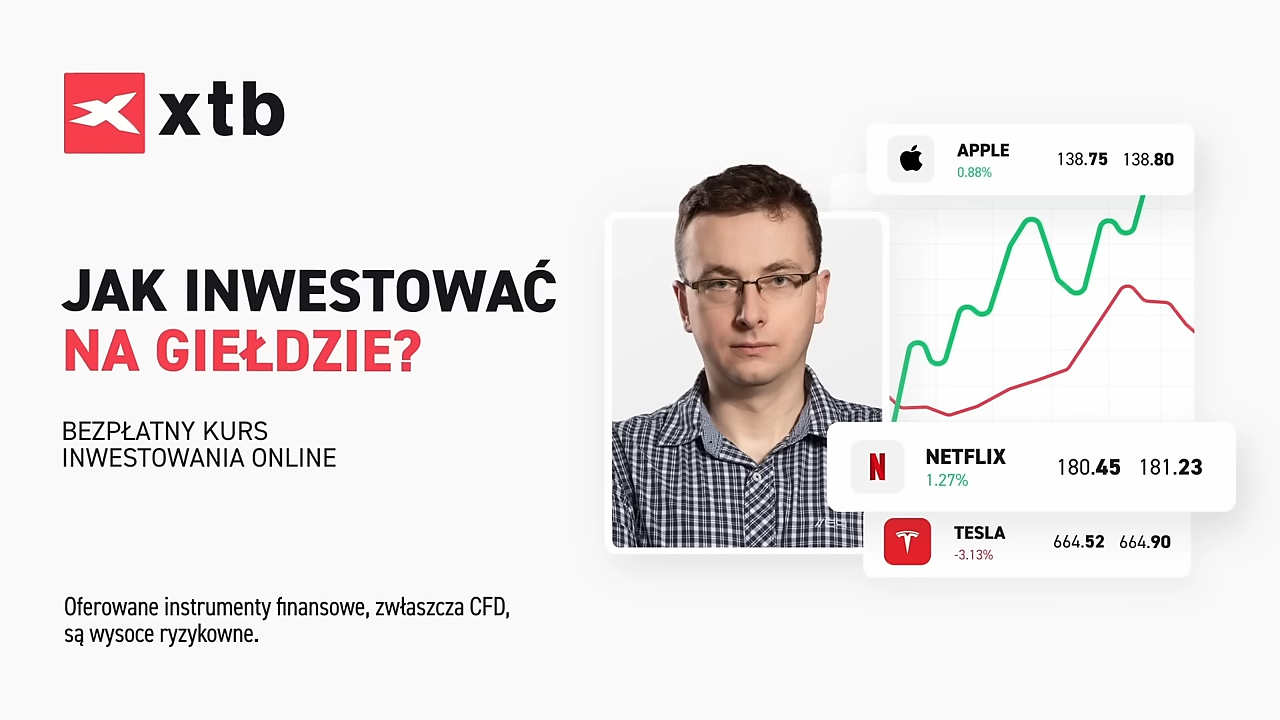 xtb
JAK INWESTOWAĆ
NA GIEŁDZIE?
BEZPŁATNY KURS
INWESTOWANIA ONLINE
Oferowane instrumenty finansowe, zwłaszcza CFD,
są wysoce ryzykowne.
APPLE
0.88%
138.75 138.80
N
NETFLIX
1.27%
180.45 181.23
TESLA
-3.13%
664.52 664.90